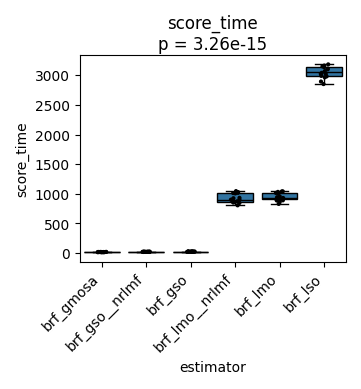 score_time
p = 3.26e-15
score_time
3000
2500
2000
1500
1000
500
0
brf_gmosa
brf_gso__nrlmf
brf_gso
brf_lmo__nrlmf
brf_lmo
brf_lso
estimator